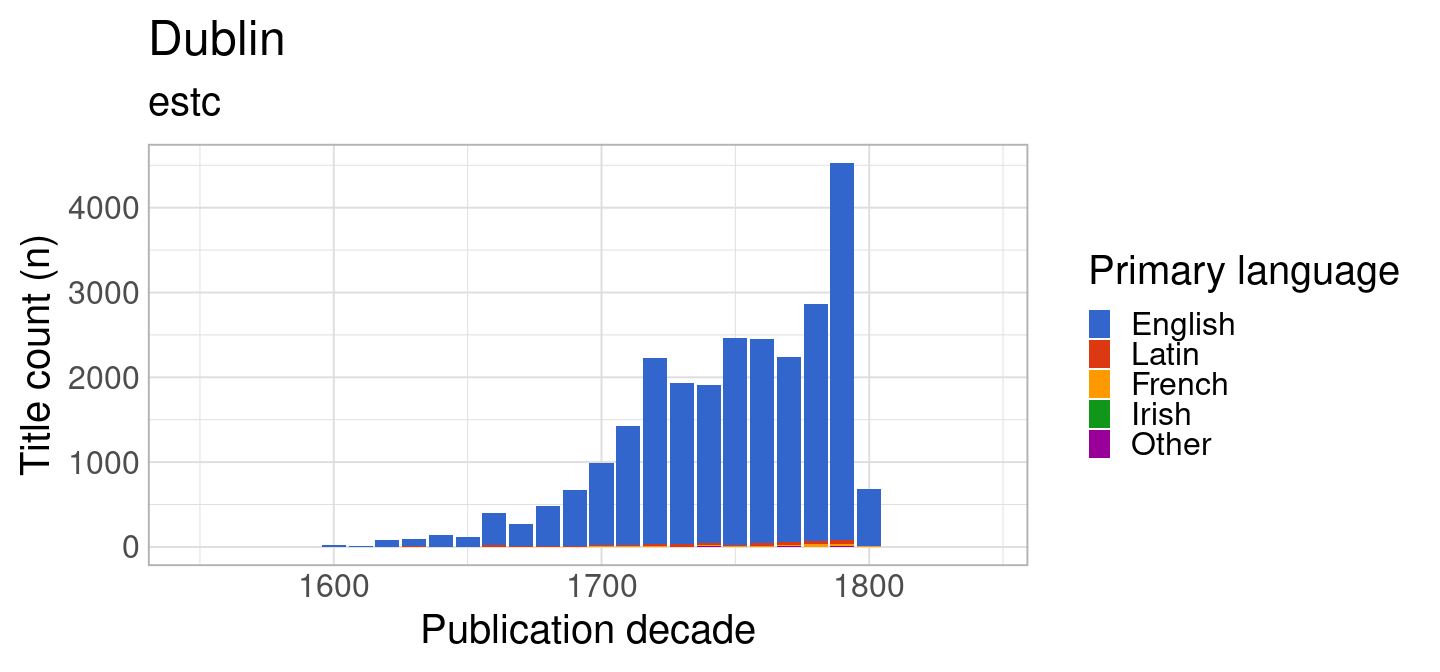 Dublin
estc
Title count (n)
4000
3000
2000
1000
0
1600 1700 1800
Publication decade
Primary language
English
Latin
French
Irish
Other